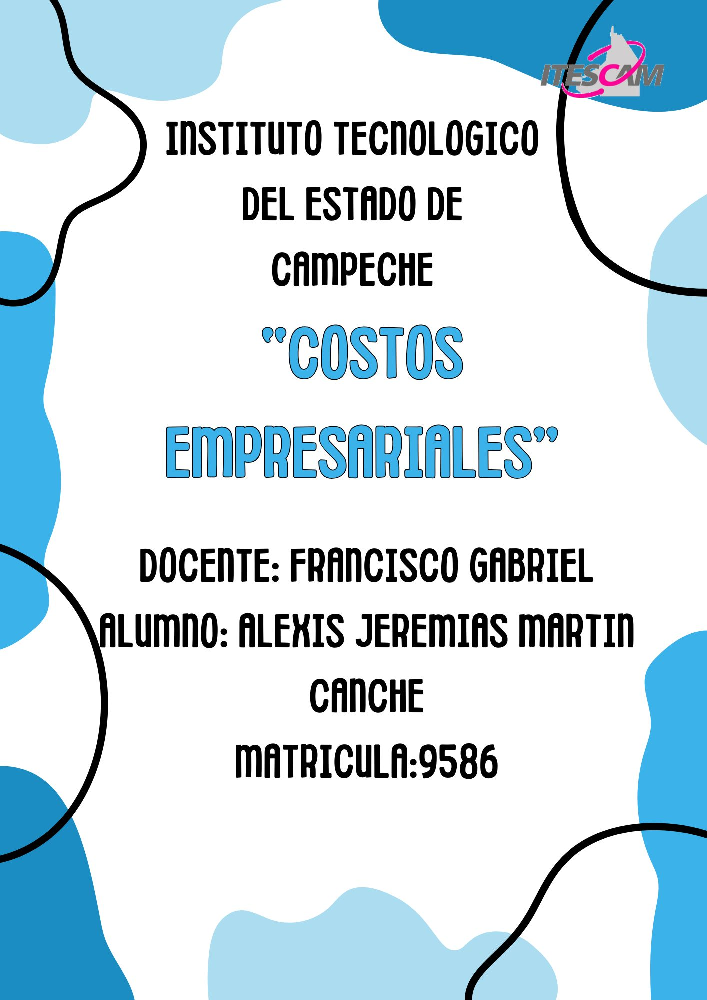 ITESCAM
INSTITUTO TECNOLOGICO
DEL ESTADO DE
CAMPECHE
“COSTOS
EMPRESARIALES”
DOCENTE: FRANCISCO GABRIEL
ALUMNO: ALEXIS JEREMIAS MARTIN
CANCHE
MATRICULA:9586